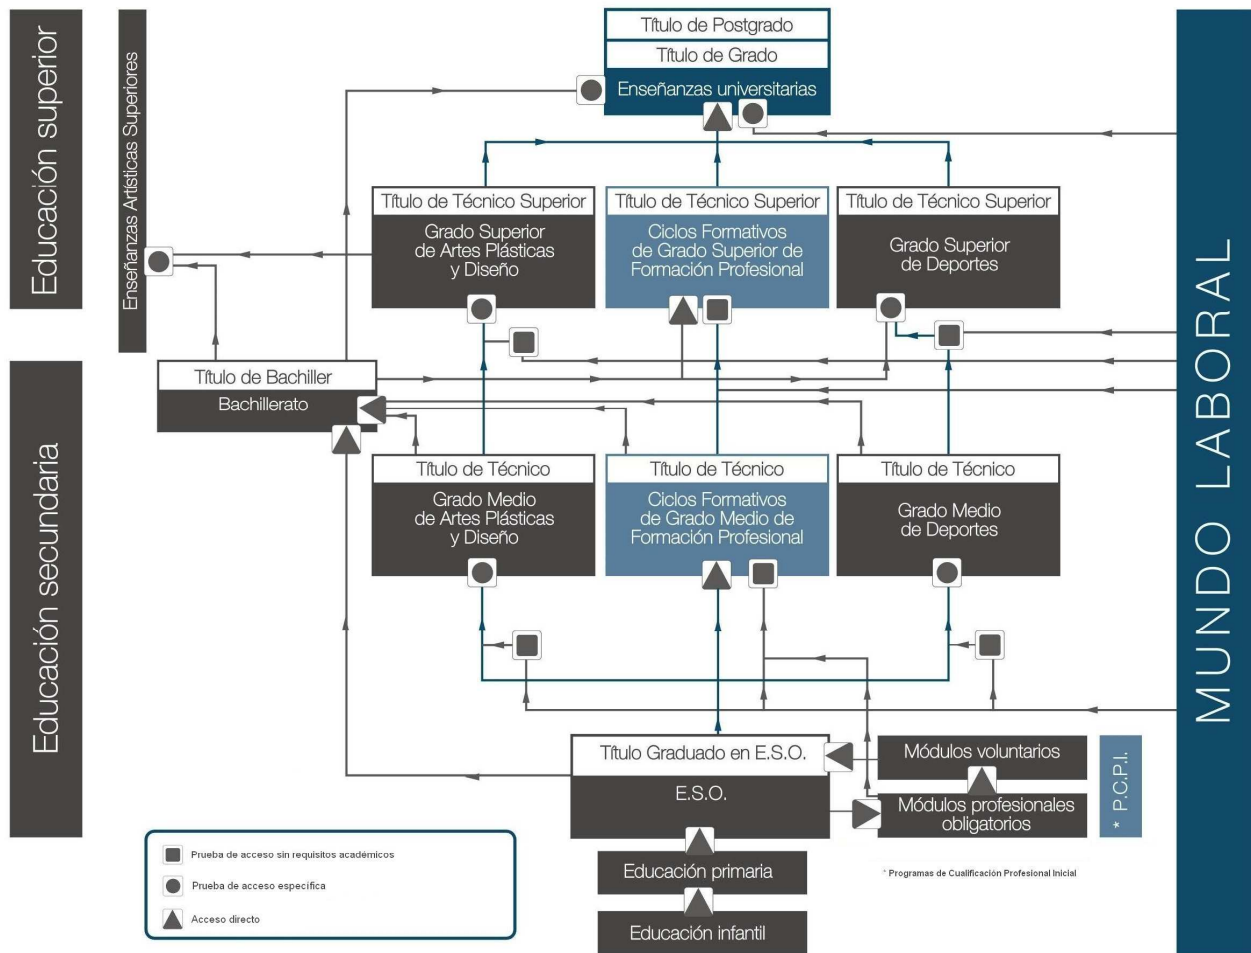 Educación superior
Enseñanzas Artísticas Superiores
Título de Postgrado
Título de Grado
Enseñanzas universitarias
Título de Técnico Superior
Grado Superior
de Artes Plásticas
y Diseño
Título de Técnico Superior
Ciclos Formativos
de Grado Superior de
Formación Profesional
Título de Técnico Superior
Grado Superior
de Deportes
MUNDO LABORAL
Educación secundaria
Título de Bachiller
Bachillerato
Título de Técnico
Grado Medio
de Artes Plásticas
y Diseño
Título de Técnico
Ciclos Formativos
de Grado Medio de
Formación Profesional
Título de Técnico
Grado Medio
de Deportes
Título Graduado en E.S.O.
E.S.O.
Módulos voluntarios
Módulos profesionales
obligatorios
* P.C.P.I.
Educación primaria
Educación infantil
* Programas de Cualificación Profesional Inicial
Prueba de acceso sin requisitos académicos
Prueba de acceso específica
Acceso directo